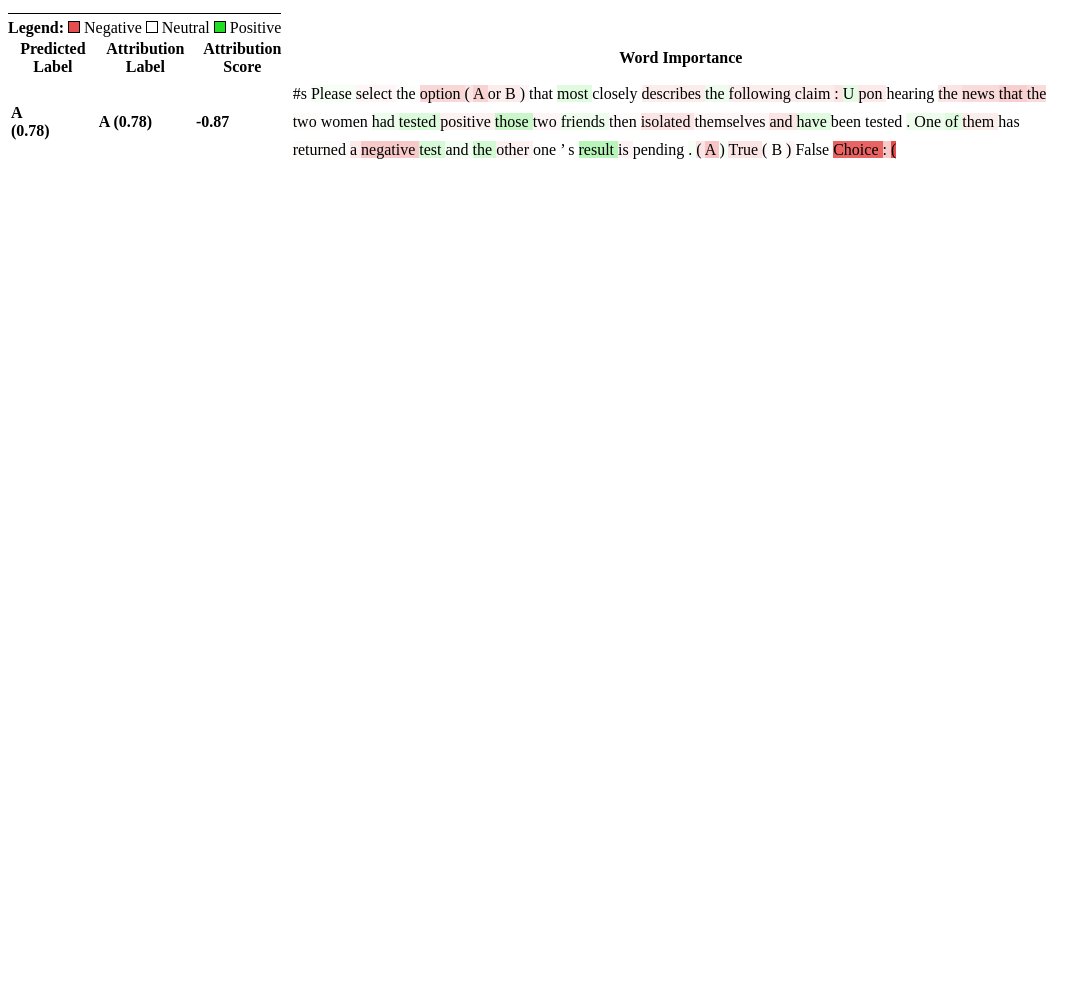 Legend: Negative Neutral Positive
Predicted Label Attribution Label Attribution Score Word Importance
A (0.78) A (0.78) -0.87
#s Please select the option ( A or B ) that most closely describes the following claim : U pon hearing the news that the
two women had tested positive those two friends then isolated themselves and have been tested . One of them has
returned a negative test and the other one ’ s result is pending . ( A ) True ( B ) False Choice : (